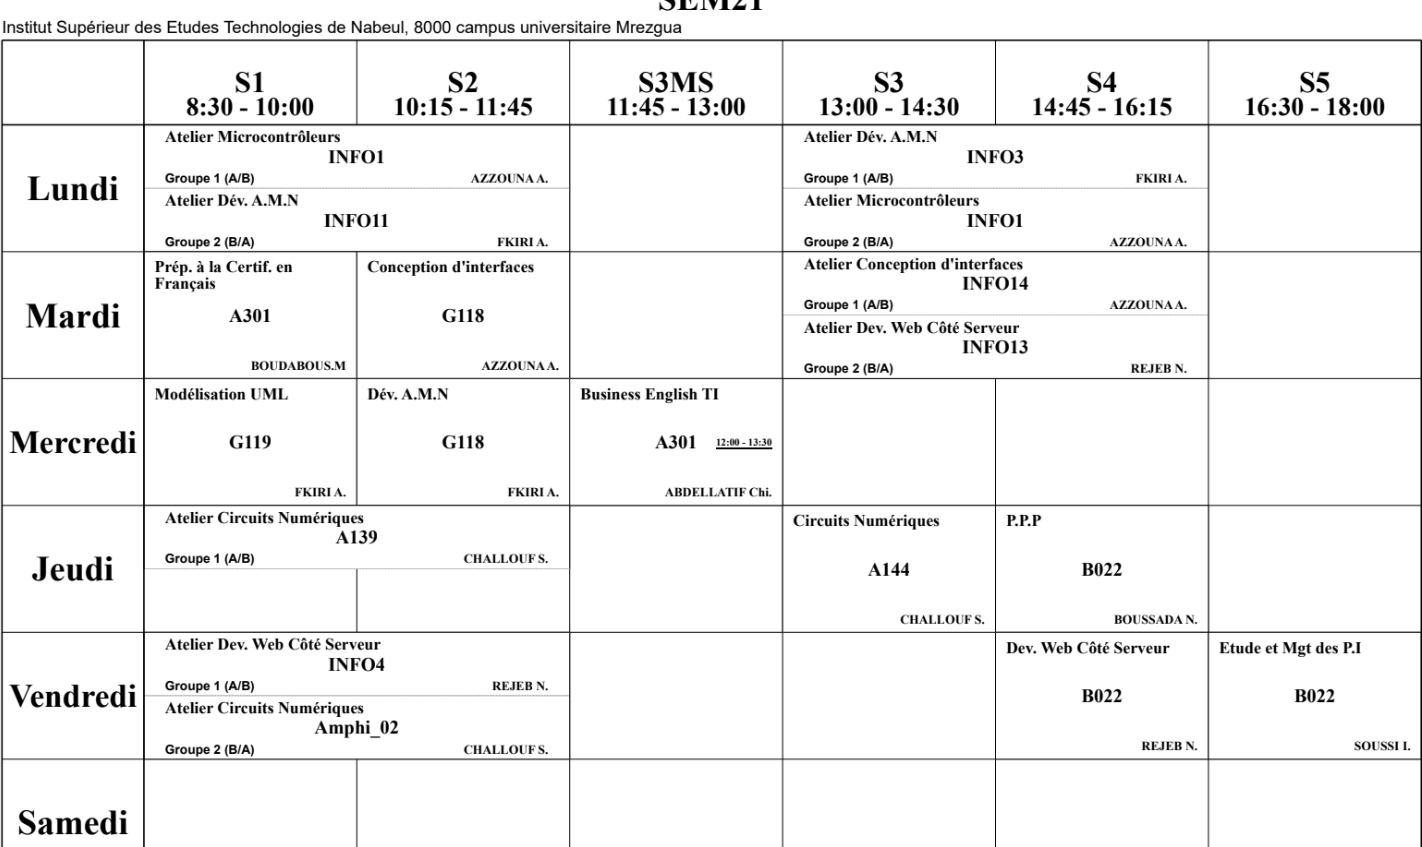 SEM21
Institut Supérieur des Etudes Technologies de Nabeul, 8000 campus universitaire Mrezgua
S1 S2 S3MS S3 S4 S5
8:30 - 10:00 10:15 - 11:45 11:45 - 13:00 13:00 - 14:30 14:45 - 16:15 16:30 - 18:00
Lundi
Atelier Microcontrôleurs
INFO1
Groupe 1 (A/B) AZZOUNA A.
Atelier Dév. A.M.N
INFO11
Groupe 2 (B/A) FKIRI A.
Atelier Dév. A.M.N
INFO3
Groupe 1 (A/B) FKIRI A.
Atelier Microcontrôleurs
INFO1
Groupe 2 (B/A) AZZOUNA A.
Mardi
Prép. à la Certif. en
Français
A301
BOUDABOUS.M
Conception d'interfaces
G118
AZZOUNA A.
Atelier Conception d'interfaces
INFO14
Groupe 1 (A/B) AZZOUNA A.
Atelier Dev. Web Côté Serveur
INFO13
Groupe 2 (B/A) REJEB N.
Mercredi
Modélisation UML
G119
FKIRI A.
Dév. A.M.N
G118
FKIRI A.
Business English TI
A301 12:00 - 13:30
ABDELLATIF Chi.
Jeudi
Atelier Circuits Numériques
A139
Groupe 1 (A/B) CHALLOUF S.
Circuits Numériques
A144
CHALLOUF S.
P.P.P
B022
BOUSSADA N.
Vendredi
Atelier Dev. Web Côté Serveur
INFO4
Groupe 1 (A/B) REJEB N.
Atelier Circuits Numériques
Amphi_02
Groupe 2 (B/A) CHALLOUF S.
Dev. Web Côté Serveur
B022
REJEB N.
Etude et Mgt des P.I
B022
SOUSSI I.
Samedi